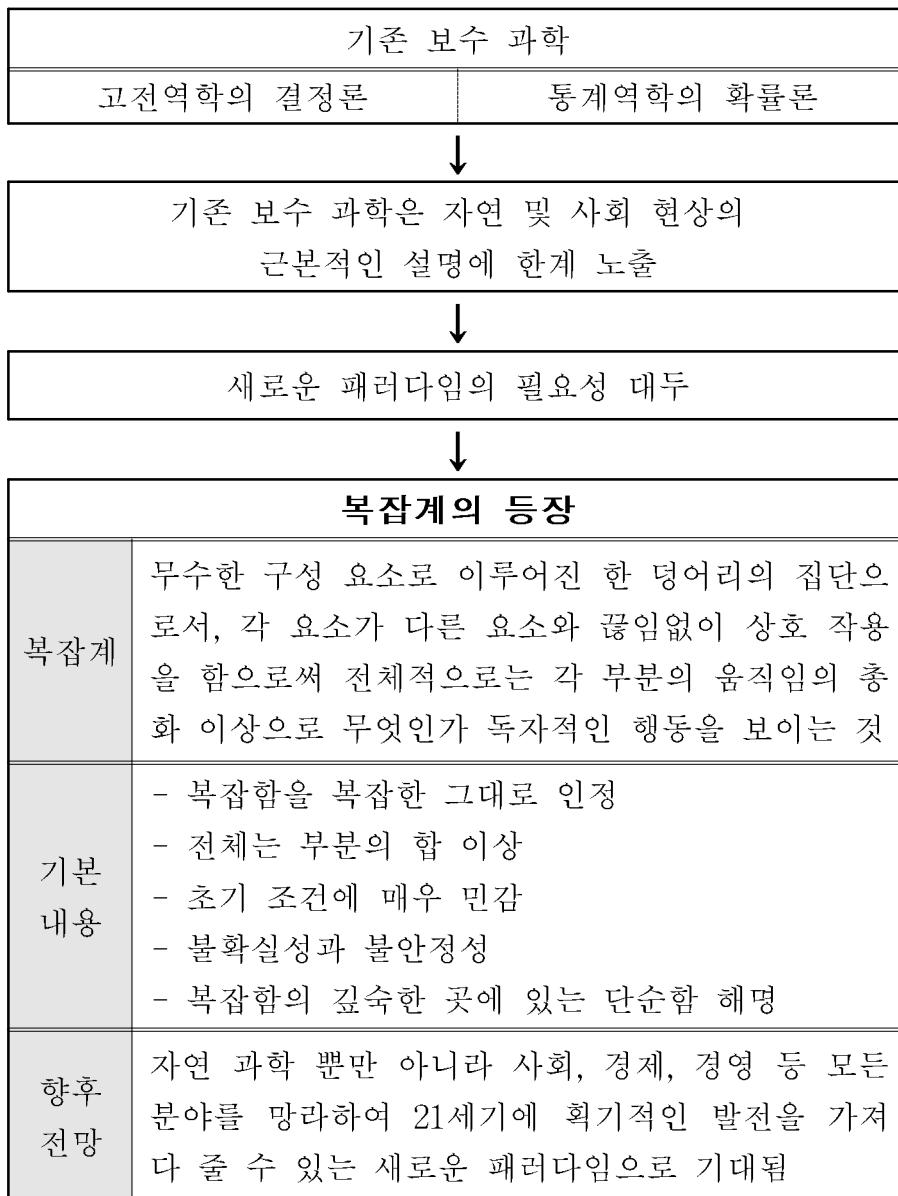 기존 보수 과학
고전역학의 결정론
통계역학의 확률론
기존 보수 과학은 자연 및 사회 현상의
근본적인 설명에 한계 노출
새로운 패러다임의 필요성 대두
복잡계의 등장
복잡계
무수한 구성 요소로 이루어진 한 덩어리의 집단으
로서, 각 요소가 다른 요소와 끊임없이 상호 작용
을 함으로써 전체적으로는 각 부분의 움직임의 총
화 이상으로 무엇인가 독자적인 행동을 보이는 것
기본
내용
- 복잡함을 복잡한 그대로 인정
- 전체는 부분의 합 이상
- 초기 조건에 매우 민감
- 불확실성과 불안정성
- 복잡함의 깊숙한 곳에 있는 단순함 해명
향후
전망
자연 과학 뿐만 아니라 사회, 경제, 경영 등 모든
분야를 망라하여 21세기에 획기적인 발전을 가져
다 줄 수 있는 새로운 패러다임으로 기대됨